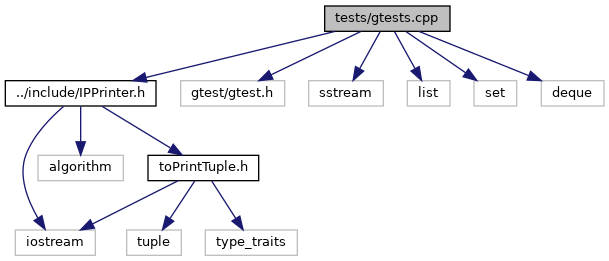 tests/gtests.cpp
../include/IPPrinter.h
gtest/gtest.h
sstream
list
set
deque
algorithm
toPrintTuple.h
iostream
tuple
type_traits